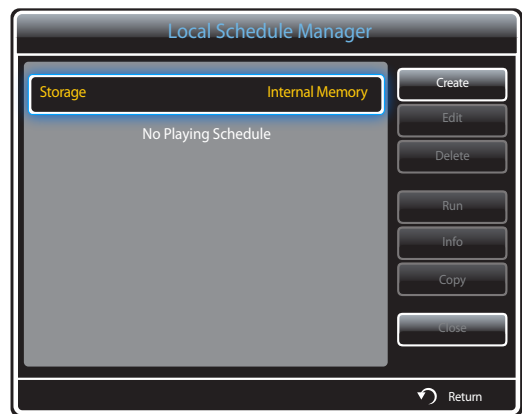 Local Schedule Manager
Storage Internal Memory
No Playing Schedule
Create
Edit
Delete
Run
Info
Copy
Close
Return